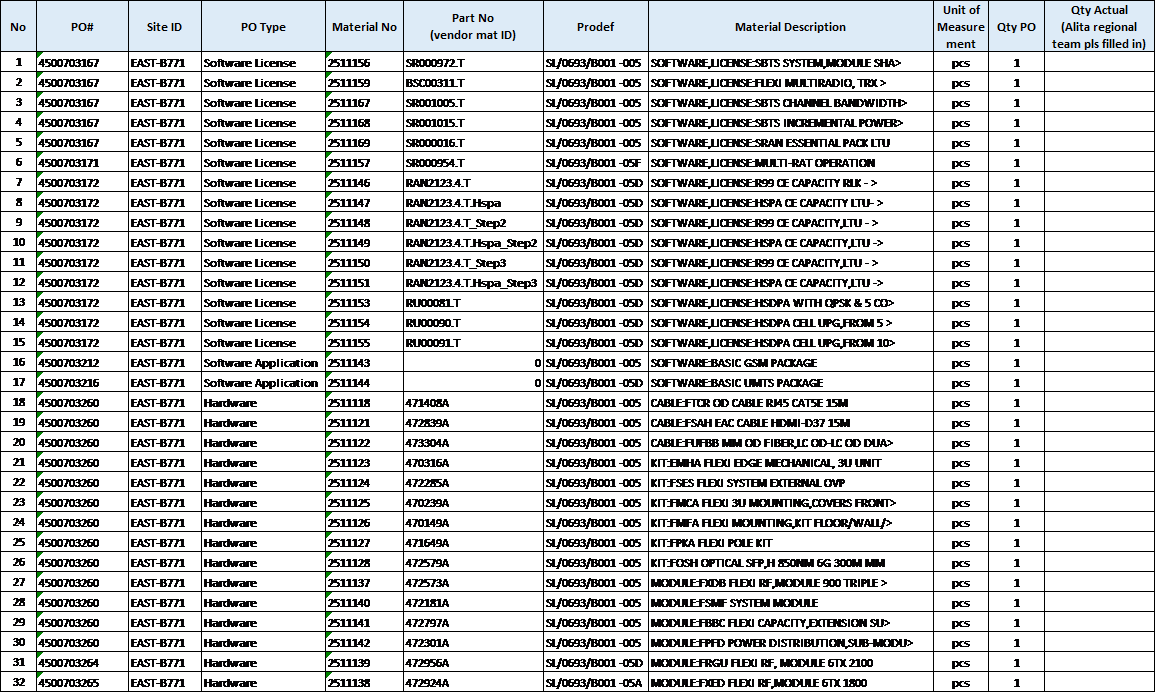 No PO# Site ID PO Type Material No Part No (vendor mat ID) Prodef Material Description Unit of Measure ment Qty PO Qty Actual (Alita regional team pls filled in)
1 4500703167 EAST-B771 Software License 2511156 SR000972.T SL/0693/B001 -005 SOFTWARE,LICENSE:SBTS SYSTEM,MODULE SHA> pcs 1
2 4500703167 EAST-B771 Software License 2511159 BSC00311.T SL/0693/B001 -005 SOFTWARE,LICENSE:FLEXI MULTIRADIO, TRX > pcs 1
3 4500703167 EAST-B771 Software License 2511167 SR001005.T SL/0693/B001 -005 SOFTWARE,LICENSE:SBTS CHANNEL BANDWIDTH> pcs 1
4 4500703167 EAST-B771 Software License 2511168 SR001015.T SL/0693/B001 -005 SOFTWARE,LICENSE:SBTS INCREMENTAL POWER> pcs 1
5 4500703167 EAST-B771 Software License 2511169 SR000016.T SL/0693/B001 -005 SOFTWARE,LICENSE:SRAN ESSENTIAL PACK LTU pcs 1
6 4500703171 EAST-B771 Software License 2511157 SR000954.T SL/0693/B001 -05F SOFTWARE,LICENSE:MULTI-RAT OPERATION pcs 1
7 4500703172 EAST-B771 Software License 2511146 RAN2123.4.T SL/0693/B001 -05D SOFTWARE,LICENSE:R99 CE CAPACITY RLK - > pcs 1
8 4500703172 EAST-B771 Software License 2511147 RAN2123.4.T.Hspa SL/0693/B001 -05D SOFTWARE,LICENSE:HSPA CE CAPACITY LTU- > pcs 1
9 4500703172 EAST-B771 Software License 2511148 RAN2123.4.T_Step2 SL/0693/B001 -05D SOFTWARE,LICENSE:R99 CE CAPACITY,LTU - > pcs 1
10 4500703172 EAST-B771 Software License 2511149 RAN2123.4.T.Hspa_Step2 SL/0693/B001 -05D SOFTWARE,LICENSE:HSPA CE CAPACITY,LTU -> pcs 1
11 4500703172 EAST-B771 Software License 2511150 RAN2123.4.T_Step3 SL/0693/B001 -05D SOFTWARE,LICENSE:R99 CE CAPACITY,LTU - > pcs 1
12 4500703172 EAST-B771 Software License 2511151 RAN2123.4.T.Hspa_Step3 SL/0693/B001 -05D SOFTWARE,LICENSE:HSPA CE CAPACITY,LTU -> pcs 1
13 4500703172 EAST-B771 Software License 2511153 RU00081.T SL/0693/B001 -05D SOFTWARE,LICENSE:HSDPA WITH QPSK & 5 CO> pcs 1
14 4500703172 EAST-B771 Software License 2511154 RU00090.T SL/0693/B001 -05D SOFTWARE,LICENSE:HSDPA CELL UPG,FROM 5 > pcs 1
15 4500703172 EAST-B771 Software License 2511155 RU00091.T SL/0693/B001 -05D SOFTWARE,LICENSE:HSDPA CELL UPG,FROM 10> pcs 1
16 4500703212 EAST-B771 Software Application 2511143 0 SL/0693/B001 -005 SOFTWARE:BASIC GSM PACKAGE pcs 1
17 4500703216 EAST-B771 Software Application 2511144 0 SL/0693/B001 -05D SOFTWARE:BASIC UMTS PACKAGE pcs 1
18 4500703260 EAST-B771 Hardware 2511118 471408A SL/0693/B001 -005 CABLE:FTCR OD CABLE RJ45 CAT5E 15M pcs 1
19 4500703260 EAST-B771 Hardware 2511121 472839A SL/0693/B001 -005 CABLE:FSAH EAC CABLE HDMI-D37 15M pcs 1
20 4500703260 EAST-B771 Hardware 2511122 473304A SL/0693/B001 -005 CABLE:FUFBB MM OD FIBER,LC OD-LC OD DUA> pcs 1
21 4500703260 EAST-B771 Hardware 2511123 470316A SL/0693/B001 -005 KIT:EMHA FLEXI EDGE MECHANICAL, 3U UNIT pcs 1
22 4500703260 EAST-B771 Hardware 2511124 472285A SL/0693/B001 -005 KIT:FSES FLEXI SYSTEM EXTERNAL OVP pcs 1
23 4500703260 EAST-B771 Hardware 2511125 470239A SL/0693/B001 -005 KIT:FMCA FLEXI 3U MOUNTING,COVERS FRONT> pcs 1
24 4500703260 EAST-B771 Hardware 2511126 470149A SL/0693/B001 -005 KIT:FMFA FLEXI MOUNTING,KIT FLOOR/WALL/> pcs 1
25 4500703260 EAST-B771 Hardware 2511127 471649A SL/0693/B001 -005 KIT:FPKA FLEXI POLE KIT pcs 1
26 4500703260 EAST-B771 Hardware 2511128 472579A SL/0693/B001 -005 KIT:FOSH OPTICAL SFP,H 850NM 6G 300M MM pcs 1
27 4500703260 EAST-B771 Hardware 2511137 472573A SL/0693/B001 -005 MODULE:FXDB FLEXI RF,MODULE 900 TRIPLE > pcs 1
28 4500703260 EAST-B771 Hardware 2511140 472181A SL/0693/B001 -005 MODULE:FSMF SYSTEM MODULE pcs 1
29 4500703260 EAST-B771 Hardware 2511141 472797A SL/0693/B001 -005 MODULE:FBBC FLEXI CAPACITY,EXTENSION SU> pcs 1
30 4500703260 EAST-B771 Hardware 2511142 472301A SL/0693/B001 -005 MODULE:FPFD POWER DISTRIBUTION,SUB-MODU> pcs 1
31 4500703264 EAST-B771 Hardware 2511139 472956A SL/0693/B001 -05D MODULE:FRGU FLEXI RF, MODULE 6TX 2100 pcs 1
32 4500703265 EAST-B771 Hardware 2511138 472924A SL/0693/B001 -05A MODULE:FXED FLEXI RF,MODULE 6TX 1800 pcs 1